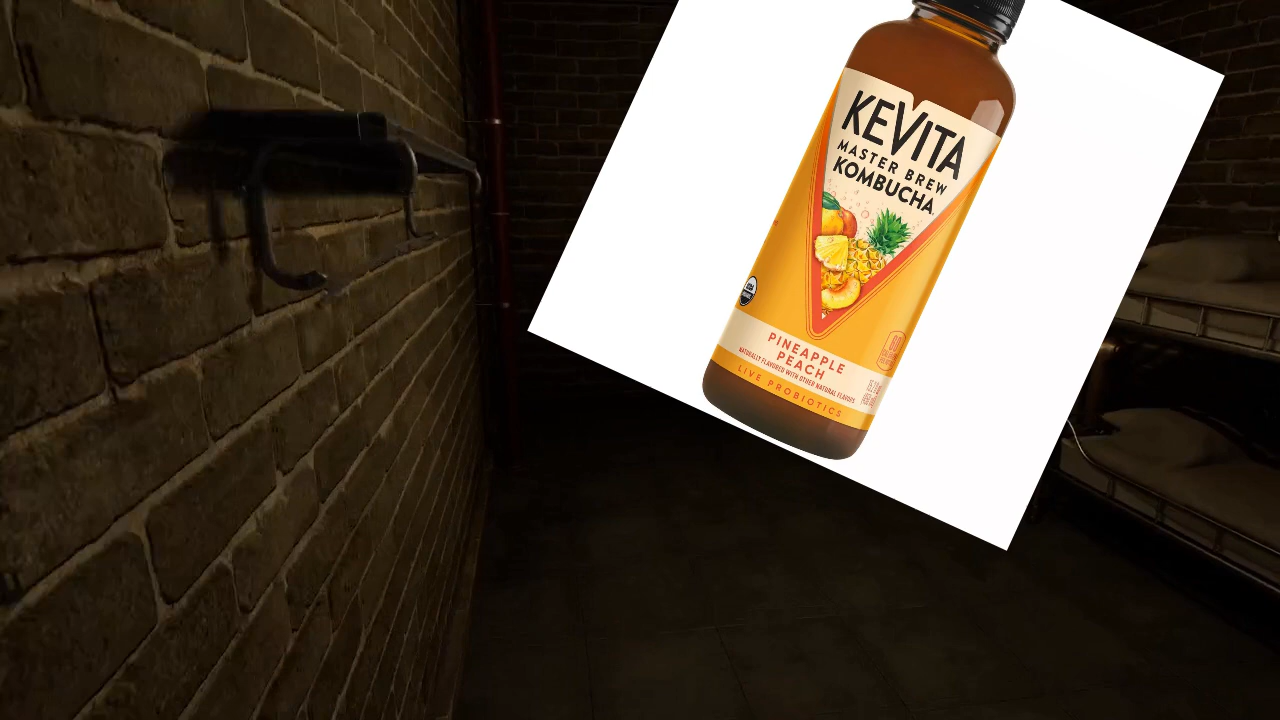 KEVITA
MASTER BREW
KOMBUCHA
PINEAPPLE
PEACH
NATURALLY FLAVORED WITH OTHER NATURAL FLAVORS
LIVE PROBIOTICS